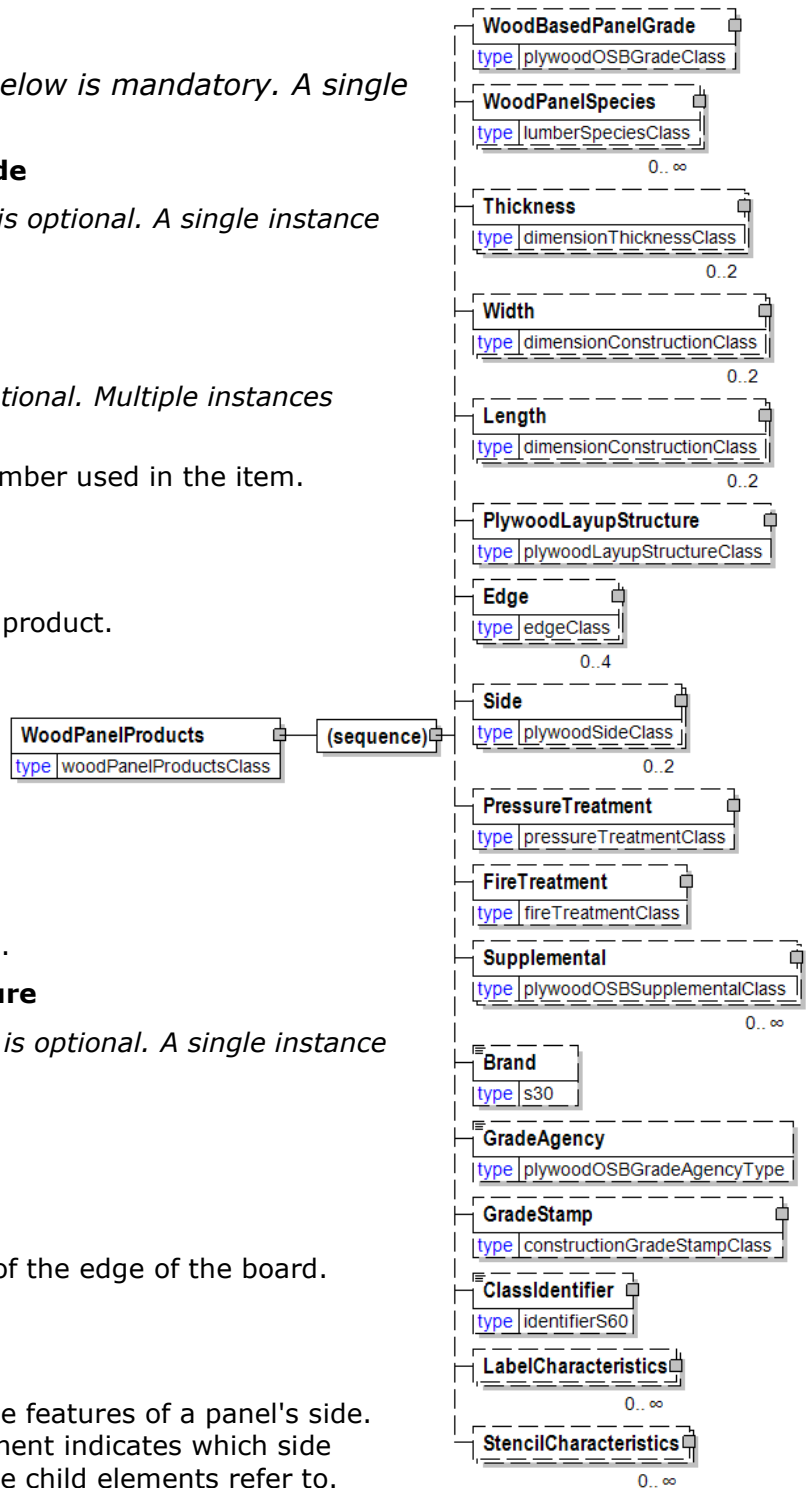 elow is mandatory. A single
de
is optional. A single instance
tional. Multiple instances
mber used in the item.
product.
.
ure
is optional. A single instance
of the edge of the board.
e features of a panel's side.
nent indicates which side
e child elements refer to.
WoodPanelProducts
type woodPanelProductsClass
(sequence)
WoodBasedPanelGrade
type plywoodOSBGradeClass
WoodPanelSpecies
type lumberSpeciesClass
0.. ∞
Thickness
type dimensionThicknessClass
0..2
Width
type dimensionConstructionClass
0..2
Length
type dimensionConstructionClass
0..2
PlywoodLayupStructure
type plywoodLayupStructureClass
Edge
type edgeClass
0..4
Side
type plywoodSideClass
0..2
PressureTreatment
type pressureTreatmentClass
FireTreatment
type fireTreatmentClass
Supplemental
type plywoodOSBSupplementalClass
0.. ∞
Brand
type s30
GradeAgency
type plywoodOSBGradeAgencyType
GradeStamp
type constructionGradeStampClass
ClassIdentifier
type identifierS60
LabelCharacteristics
0.. ∞
StencilCharacteristics
0.. ∞